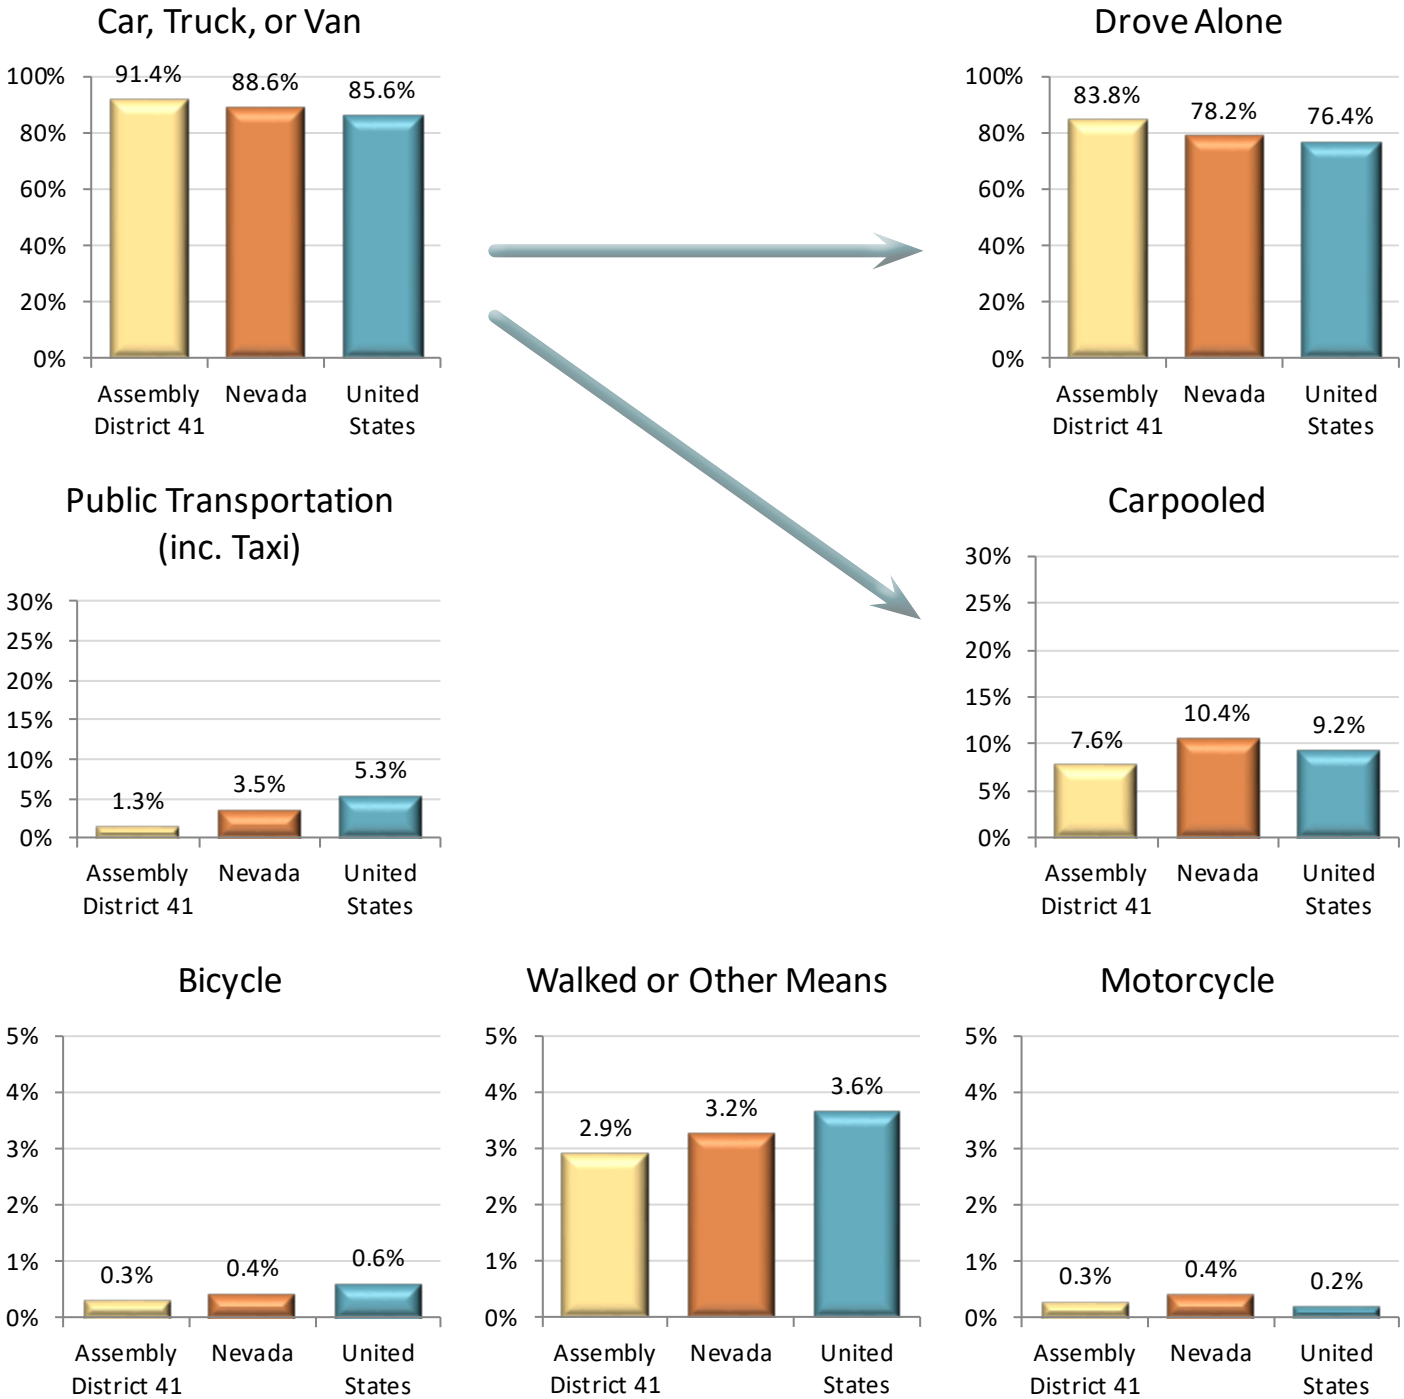 Car, Truck, or Van
100%
80%
60%
40%
20%
0%
91.4%
88.6%
85.6%
Assembly
District 41
Nevada
United
States
Drove Alone
100%
80%
60%
40%
20%
0%
83.8%
78.2%
76.4%
Assembly
District 41
Nevada
United
States
Public Transportation
(inc. Taxi)
30%
25%
20%
15%
10%
5%
0%
1.3%
3.5%
5.3%
Assembly
District 41
Nevada
United
States
Carpooled
30%
25%
20%
15%
10%
5%
0%
7.6%
10.4%
9.2%
Assembly
District 41
Nevada
United
States
Bicycle
5%
4%
3%
2%
1%
0%
0.3%
0.4%
0.6%
Assembly
District 41
Nevada
United
States
Walked or Other Means
5%
4%
3%
2%
1%
0%
2.9%
3.2%
3.6%
Assembly
District 41
Nevada
United
States
Motorcycle
5%
4%
3%
2%
1%
0%
0.3%
0.4%
0.2%
Assembly
District 41
Nevada
United
States